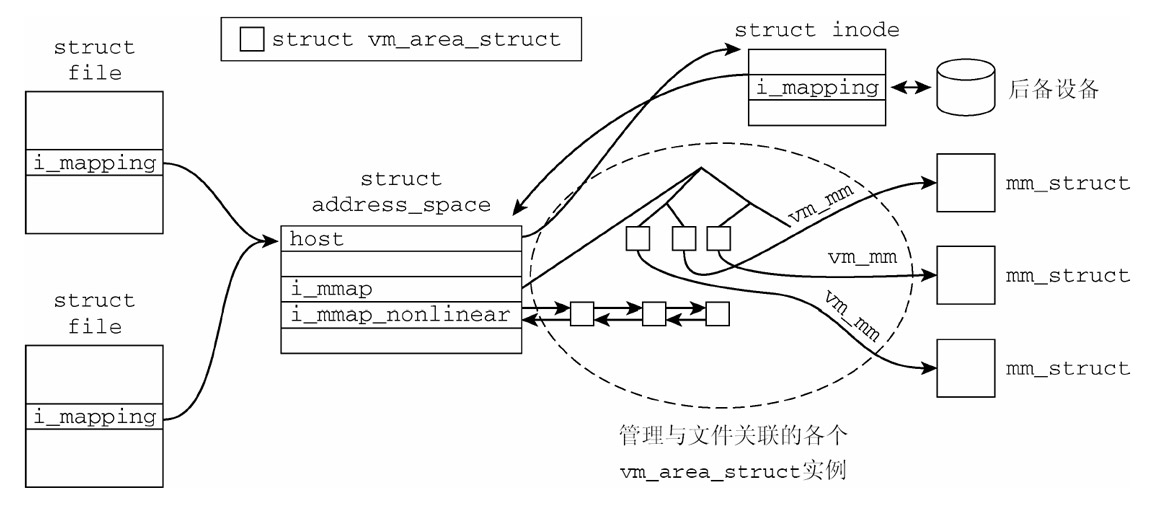 struct
file
i_mapping
struct
file
i_mapping
struct vm_area_struct
struct
address_space
host
i_mmap
i_mmap_nonlinear
struct inode
i_mapping
后备设备
vm_mm
mm_struct
vm_mm
mm_struct
vm_mm
mm_struct
管理与文件关联的各个
vm_area_struct实例